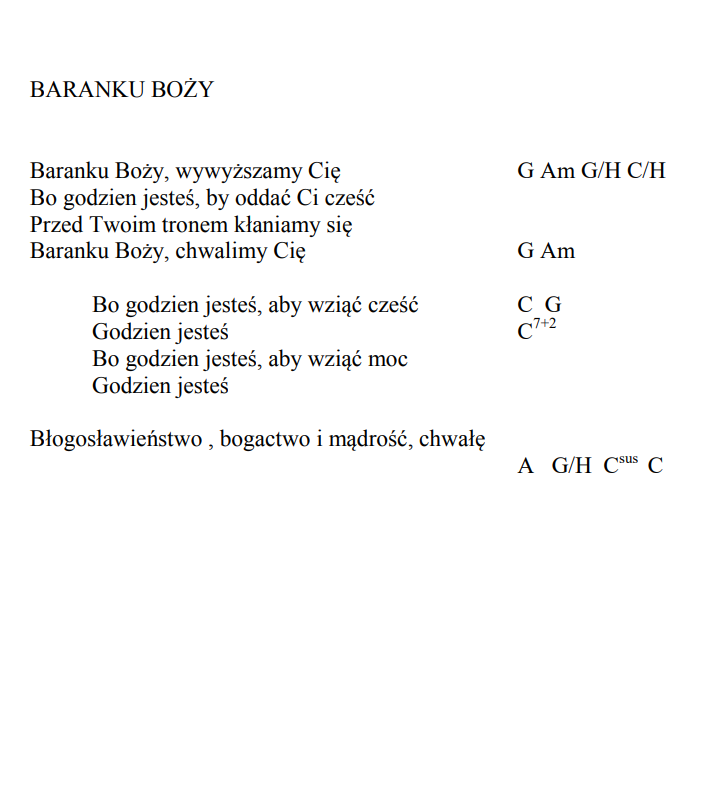 BARANKU BOŻY
Baranku Boży, wywyższamy Cię G Am G/H C/H
Bo godzien jesteś, by oddać Ci cześć
Przed Twoim tronem kłaniamy się
Baranku Boży, chwalimy Cię G Am
Bo godzien jesteś, aby wziąć cześć C G
Godzien jesteś C7+2
Bo godzien jesteś, aby wziąć moc
Godzien jesteś
Błogosławieństwo , bogactwo i mądrość, chwałę
A G/H Csus C